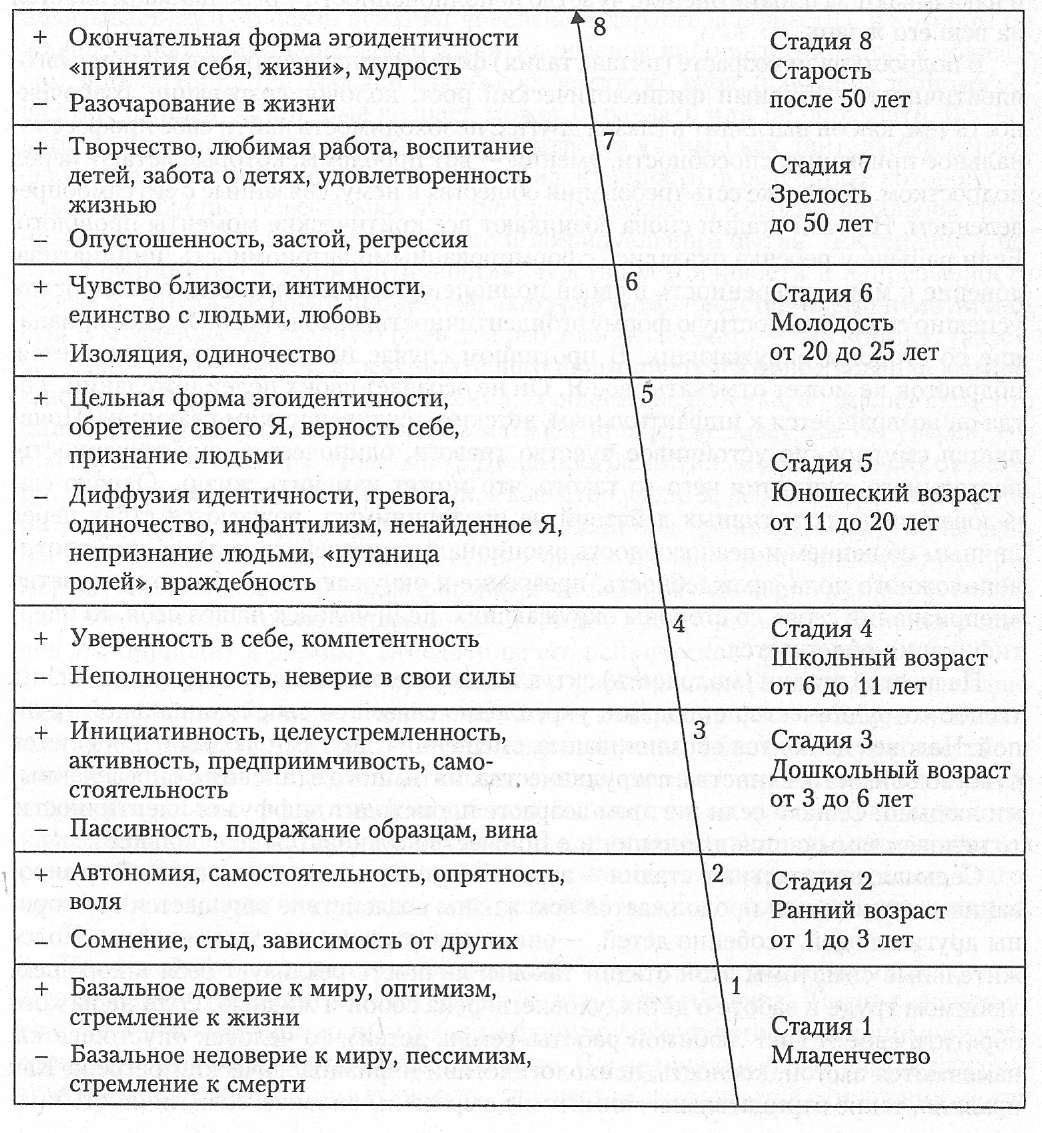 8
+ Окончательная форма эгоидентичности
«принятия себя, жизни», мудрость
– Разочарование в жизни
Стадия 8
Старость
после 50 лет
7
+ Творчество, любимая работа, воспитание
детей, забота о детях, удовлетворенность
жизнью
– Опустошенность, застой, регрессия
Стадия 7
Зрелость
до 50 лет
6
+ Чувство близости, интимности,
единство с людьми, любовь
– Изоляция, одиночество
Стадия 6
Молодость
от 20 до 25 лет
5
+ Цельная форма эгоидентичности,
обретение своего Я, верность себе,
признание людьми
– Диффузия идентичности, тревога,
одиночество, инфантилизм, ненайденное Я,
непризнание людьми, «путаница
ролей», враждебность
Стадия 5
Юношеский возраст
от 11 до 20 лет
4
+ Уверенность в себе, компетентность
– Неполноценность, неверие в свои силы
Стадия 4
Школьный возраст
от 6 до 11 лет
3
+ Инициативность, целеустремленность,
активность, предприимчивость, само-
стоятельность
– Пассивность, подражание образцам, вина
Стадия 3
Дошкольный возраст
от 3 до 6 лет
2
+ Автономия, самостоятельность, опрятность,
воля
– Сомнение, стыд, зависимость от других
Стадия 2
Ранний возраст
от 1 до 3 лет
1
+ Базальное доверие к миру, оптимизм,
стремление к жизни
– Базальное недоверие к миру, пессимизм,
стремление к смерти
Стадия 1
Младенчество